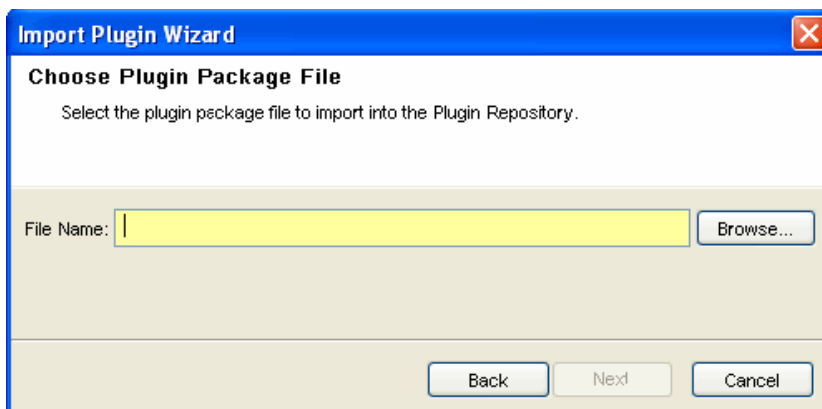 Import Plugin Wizard
Choose Plugin Package File
Select the plugin package file to import into the Plugin Repository.
File Name:
Browse...
Back
Next
Cancel